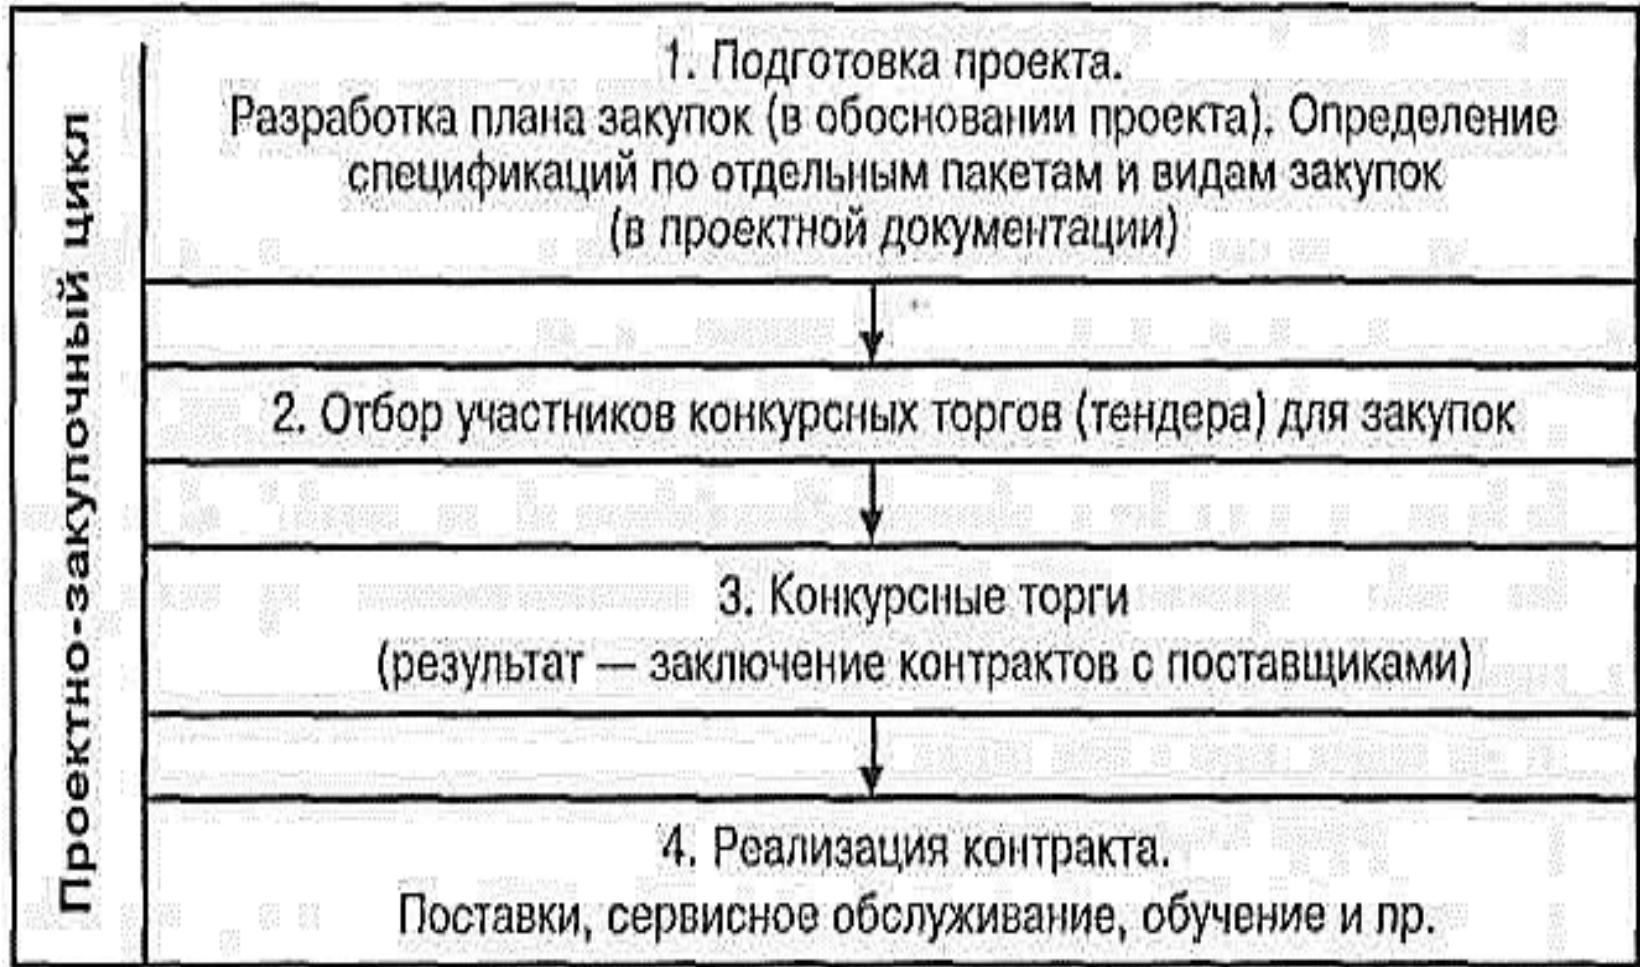 Проектно-закупочный цикл
1. Подготовка проекта.
Разработка плана закупок (в обосновании проекта). Определение
спецификаций по отдельным пакетам и видам закупок
(в проектной документации)
2. Отбор участников конкурсных торгов (тендера) для закупок
3. Конкурсные торги
(результат — заключение контрактов с поставщиками)
4. Реализация контракта.
Поставки, сервисное обслуживание, обучение и пр.